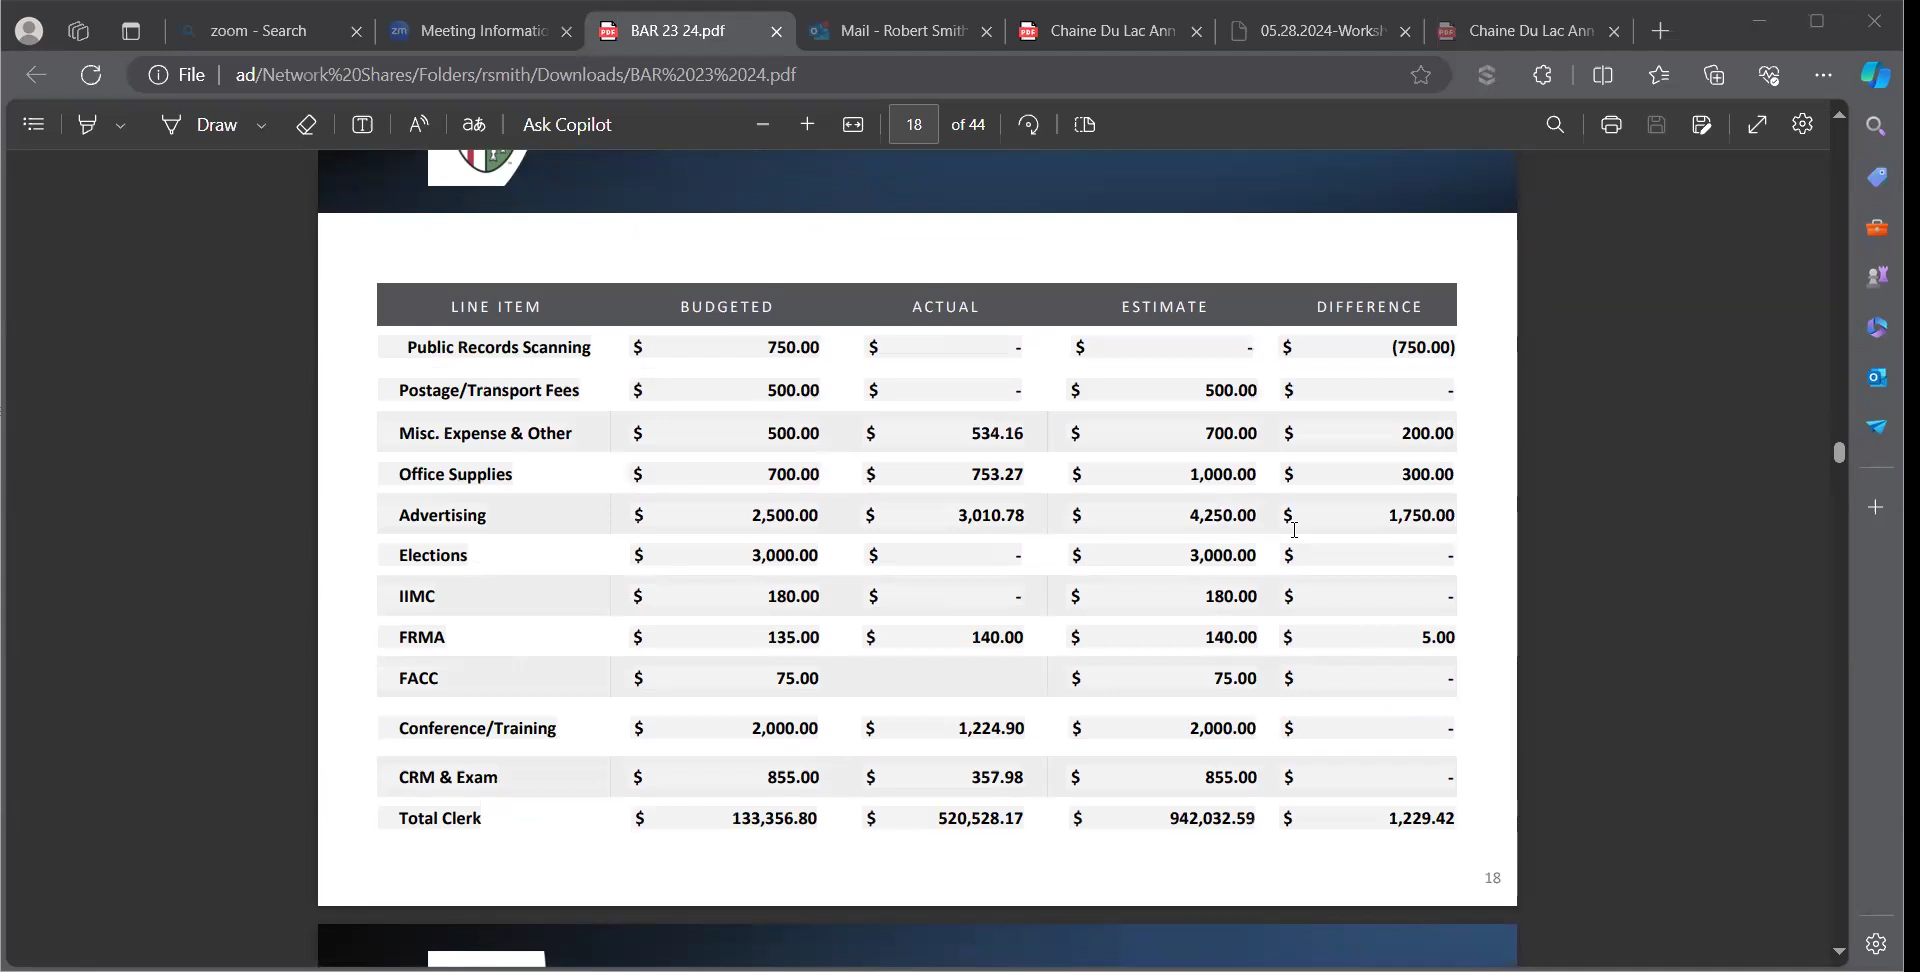 zoom - Search
Meeting Informatio
BAR 23 24.pdf
Mail - Robert Smith
Chaine Du Lac Ann
05.28.2024-Worksh
Chaine Du Lac Ann
File ad/Network%20Shares/Folders/rsmith/Downloads/BAR%2023%2024.pdf
Draw aあ Ask Copilot 18 of 44
LINE ITEM BUDGETED ACTUAL ESTIMATE DIFFERENCE
Public Records Scanning $ 750.00 $ - $ - $ (750.00)
Postage/Transport Fees $ 500.00 $ - $ 500.00 $ -
Misc. Expense & Other $ 500.00 $ 534.16 $ 700.00 $ 200.00
Office Supplies $ 700.00 $ 753.27 $ 1,000.00 $ 300.00
Advertising $ 2,500.00 $ 3,010.78 $ 4,250.00 $ 1,750.00
Elections $ 3,000.00 $ - $ 3,000.00 $ -
IIMC $ 180.00 $ - $ 180.00 $ -
FRMA $ 135.00 $ 140.00 $ 140.00 $ 5.00
FACC $ 75.00 $ 75.00 $ -
Conference/Training $ 2,000.00 $ 1,224.90 $ 2,000.00 $ -
CRM & Exam $ 855.00 $ 357.98 $ 855.00 $ -
Total Clerk $ 133,356.80 $ 520,528.17 $ 942,032.59 $ 1,229.42
18